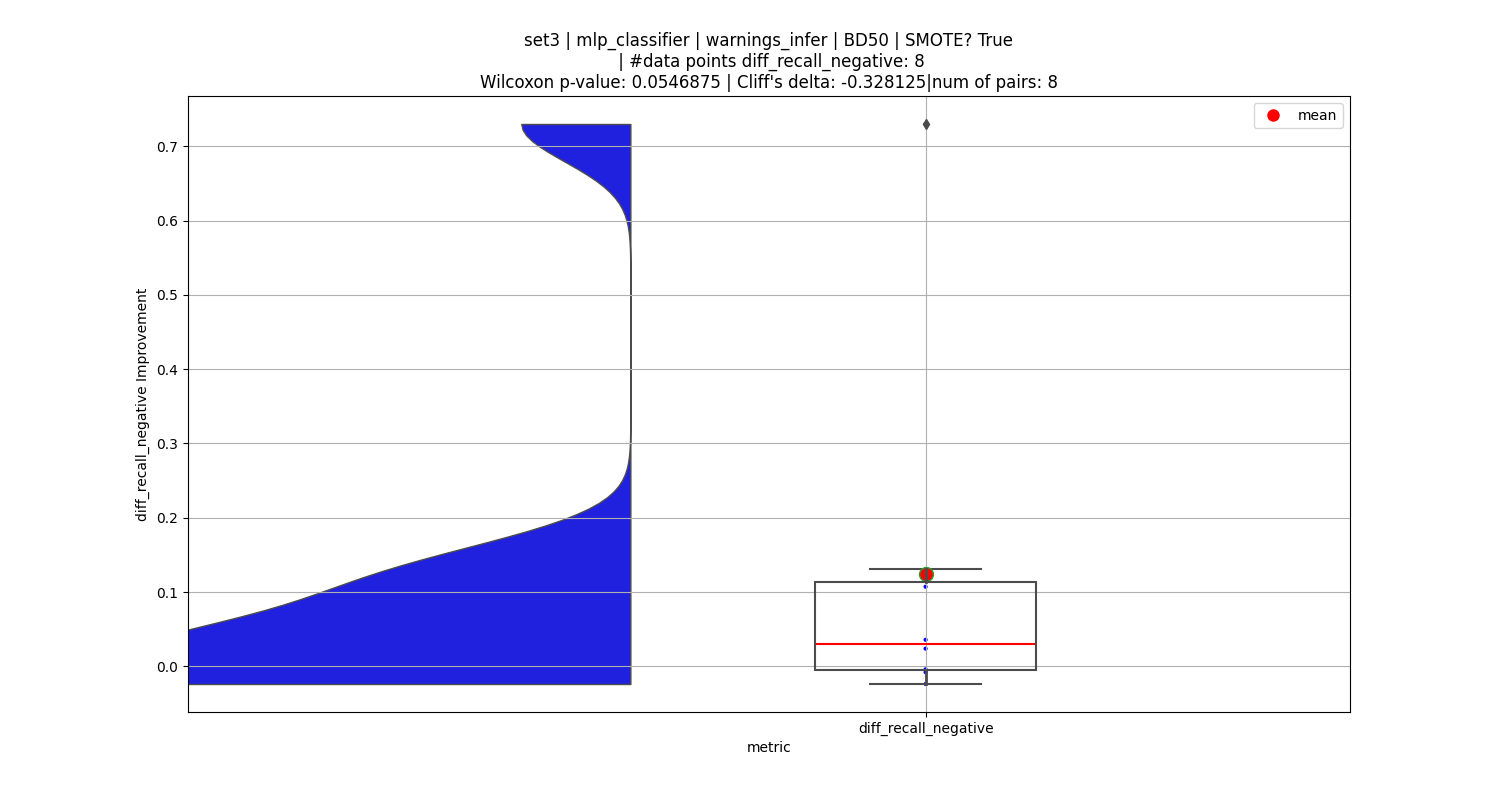 set3 | mlp_classifier | warnings_infer | BD50 | SMOTE? True
| #data points diff_recall_negative: 8
Wilcoxon p-value: 0.0546875 | Cliff's delta: -0.328125|num of pairs: 8
mean
0.7
0.6
0.5
0.4
0.3
0.2
0.1
0.0
diff_recall_negative Improvement
diff_recall_negative
metric